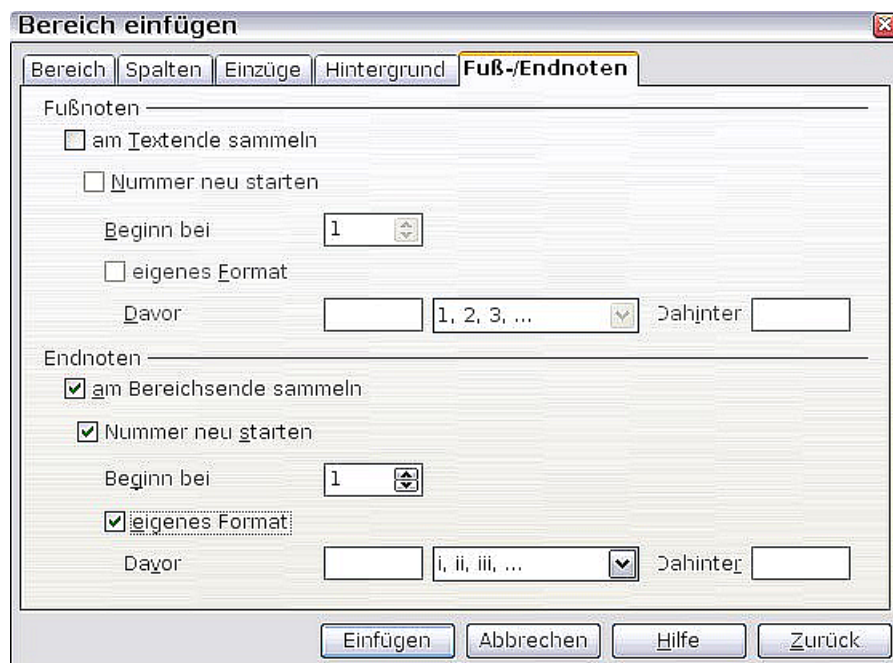 Bereich einfügen
Bereich Spalten Einzüge Hintergrund Fuß-/Endnoten
Fußnoten
am Textende sammeln
Nummer neu starten
Beginn bei 1
eigenes Format
Davor 1, 2, 3, ... Dahinter
Endnoten
am Bereichsende sammeln
Nummer neu starten
Beginn bei 1
eigenes Format
Davor i, ii, iii, ... Dahinter
Einfügen Abbrechen Hilfe Zurück